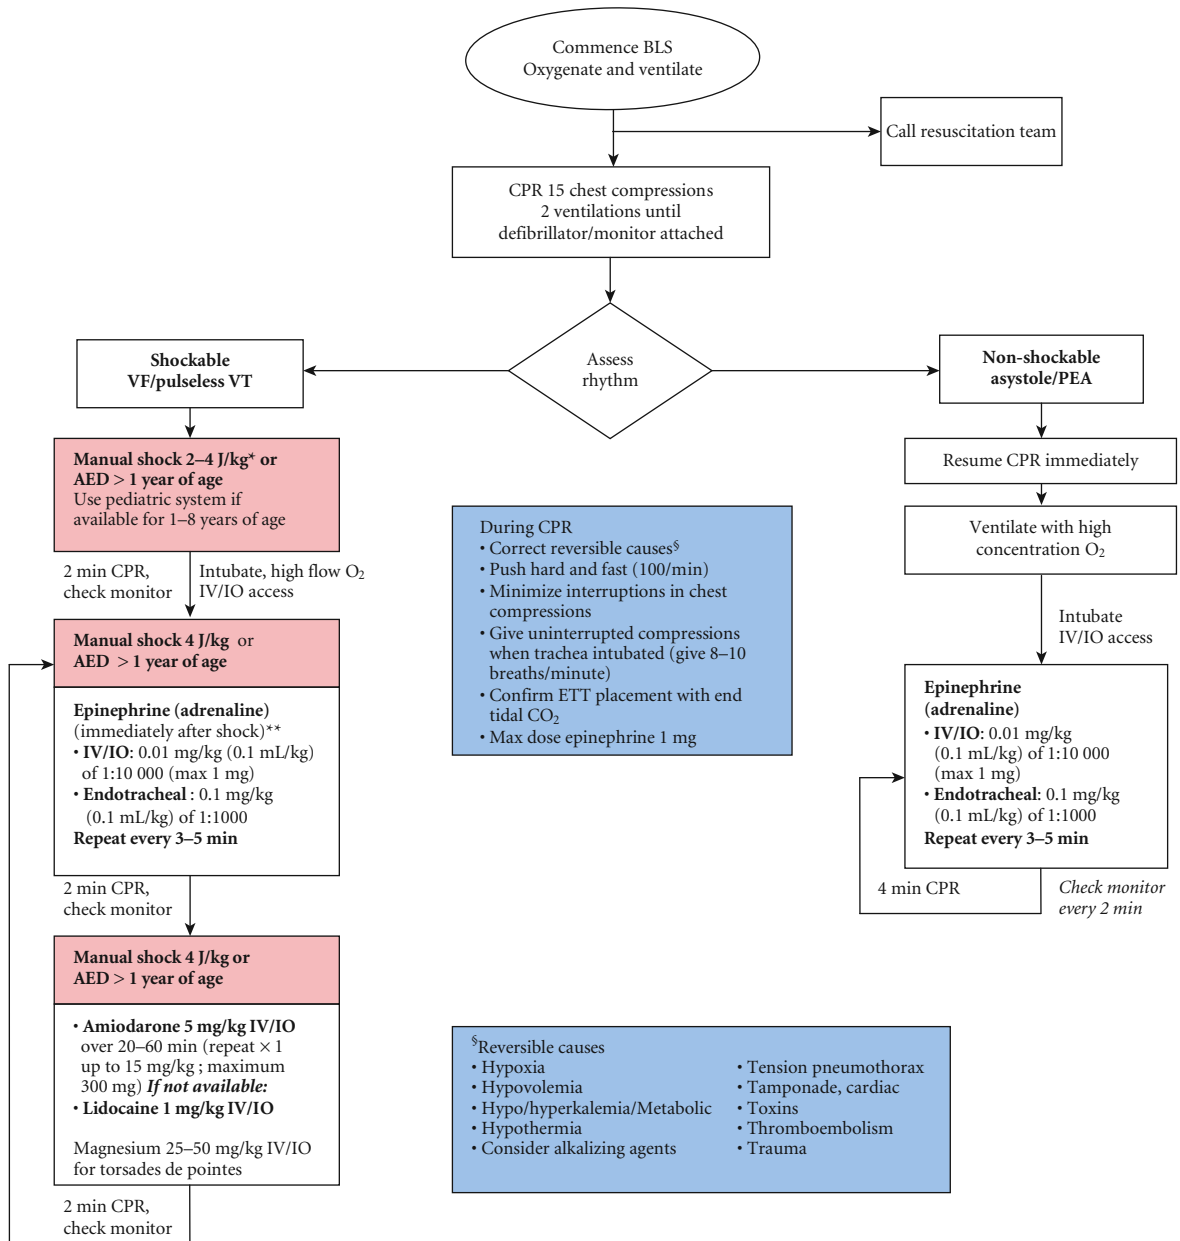 Commence BLS
Oxygenate and ventilate
Call resuscitation team
CPR 15 chest compressions
2 ventilations until
defibrillator/monitor attached
Assess
rhythm
Shockable
VF/pulseless VT
Manual shock 2–4 J/kg* or
AED > 1 year of age
Use pediatric system if
available for 1–8 years of age
2 min CPR,
check monitor
Intubate, high flow O₂
IV/IO access
Manual shock 4 J/kg or
AED > 1 year of age
Epinephrine (adrenaline)
(immediately after shock)**
• IV/IO: 0.01 mg/kg (0.1 mL/kg)
of 1:10 000 (max 1 mg)
• Endotracheal : 0.1 mg/kg
(0.1 mL/kg) of 1:1000
Repeat every 3–5 min
2 min CPR,
check monitor
Manual shock 4 J/kg or
AED > 1 year of age
• Amiodarone 5 mg/kg IV/IO
over 20–60 min (repeat × 1
up to 15 mg/kg ; maximum
300 mg) If not available:
• Lidocaine 1 mg/kg IV/IO
Magnesium 25–50 mg/kg IV/IO
for torsades de pointes
2 min CPR,
check monitor
During CPR
• Correct reversible causes§
• Push hard and fast (100/min)
• Minimize interruptions in chest
compressions
• Give uninterrupted compressions
when trachea intubated (give 8–10
breaths/minute)
• Confirm ETT placement with end
tidal CO₂
• Max dose epinephrine 1 mg
Non-shockable
asystole/PEA
Resume CPR immediately
Ventilate with high
concentration O₂
Intubate
IV/IO access
Epinephrine
(adrenaline)
• IV/IO: 0.01 mg/kg
(0.1 mL/kg) of 1:10 000
(max 1 mg)
• Endotracheal: 0.1 mg/kg
(0.1 mL/kg) of 1:1000
Repeat every 3–5 min
4 min CPR
Check monitor
every 2 min
§Reversible causes
• Hypoxia
• Hypovolemia
• Hypo/hyperkalemia/Metabolic
• Hypothermia
• Consider alkalizing agents
• Tension pneumothorax
• Tamponade, cardiac
• Toxins
• Thromboembolism
• Trauma